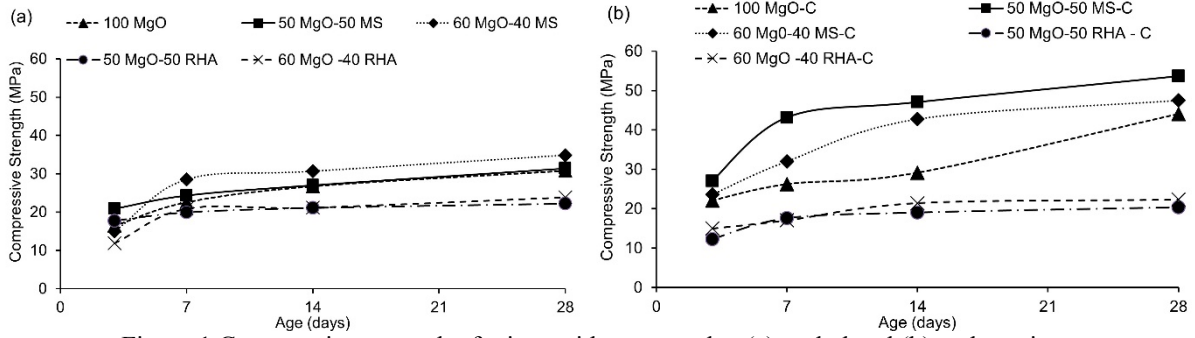 (a)
100 MgO
50 MgO-50 MS
60 MgO-40 MS
50 MgO-50 RHA
60 MgO -40 RHA
Compressive Strength (MPa)
60
50
40
30
20
10
0
0 7 14 21 28
Age (days)
(b)
100 MgO-C
50 MgO-50 MS-C
60 Mg0-40 MS-C
50 MgO-50 RHA - C
60 MgO -40 RHA-C
Compressive Strength (MPa)
60
50
40
30
20
10
0
0 7 14 21 28
Age (days)